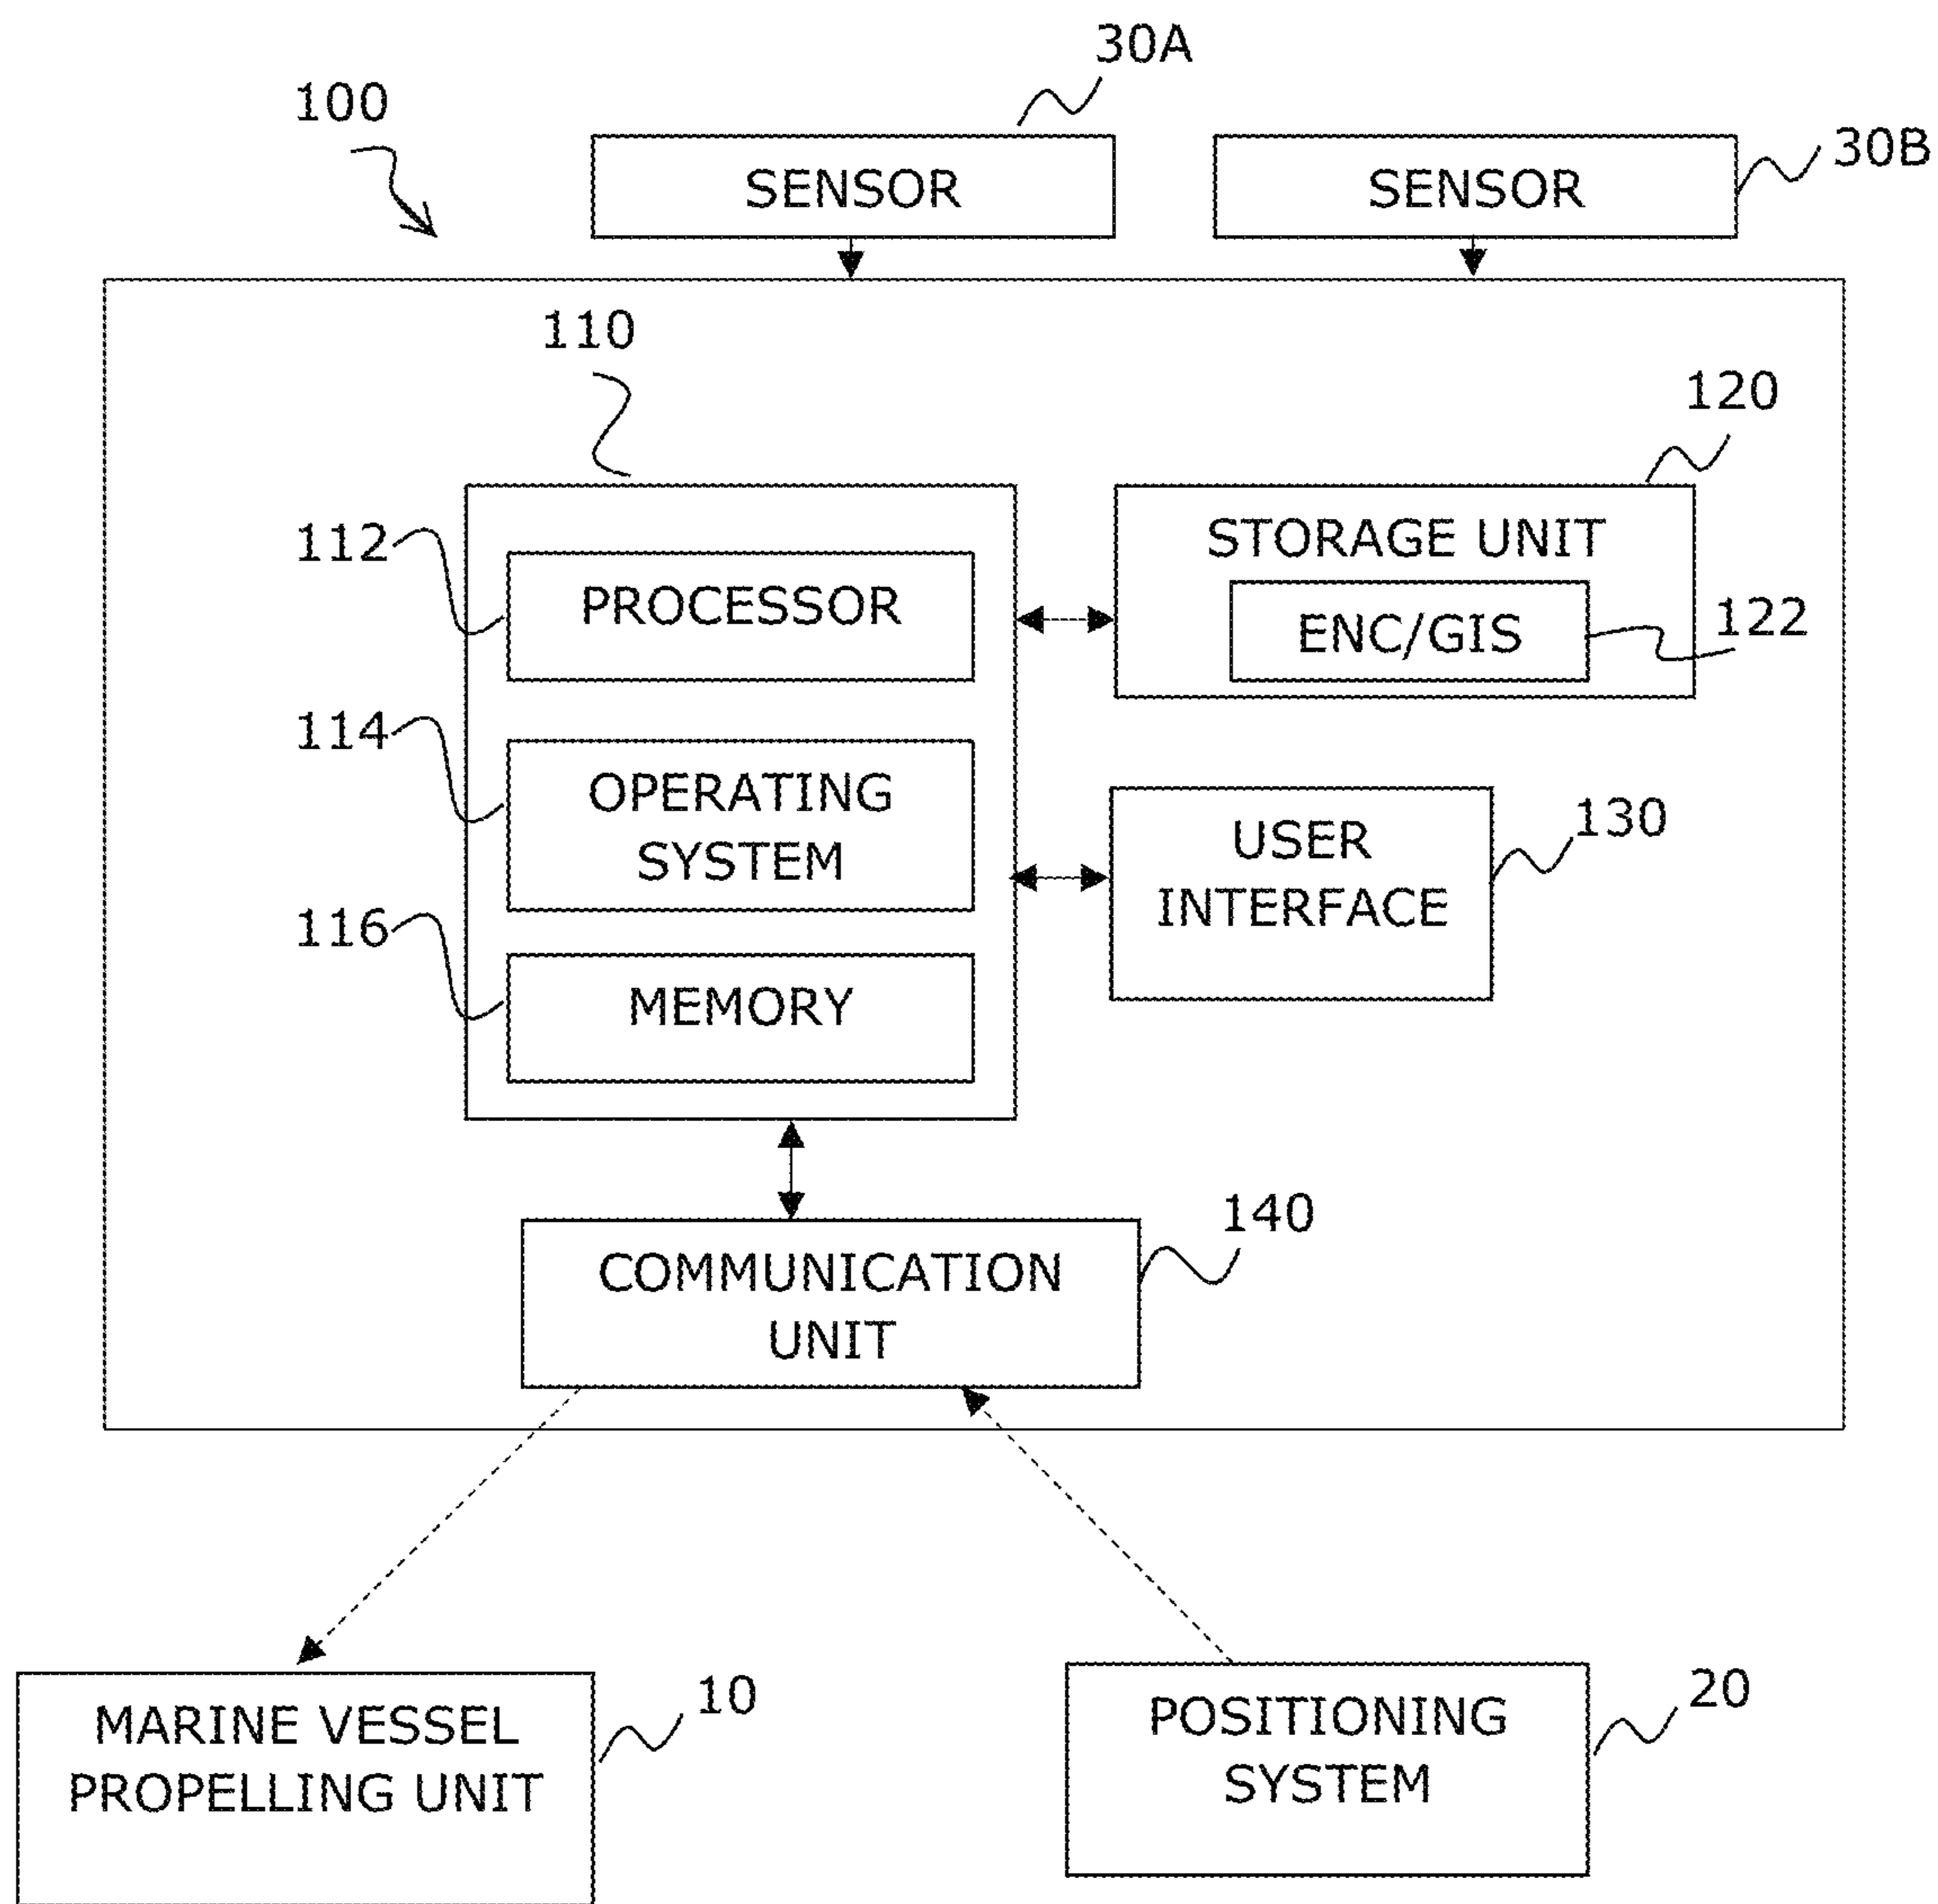 30A
100
30B
SENSOR
SENSOR
110
120
112
STORAGE UNIT
PROCESSOR
122
ENC/GIS
114
OPERATING
SYSTEM
130
USER
INTERFACE
116
MEMORY
140
COMMUNICATION
UNIT
10
20
MARINE VESSEL
PROPELLING UNIT
POSITIONING
SYSTEM